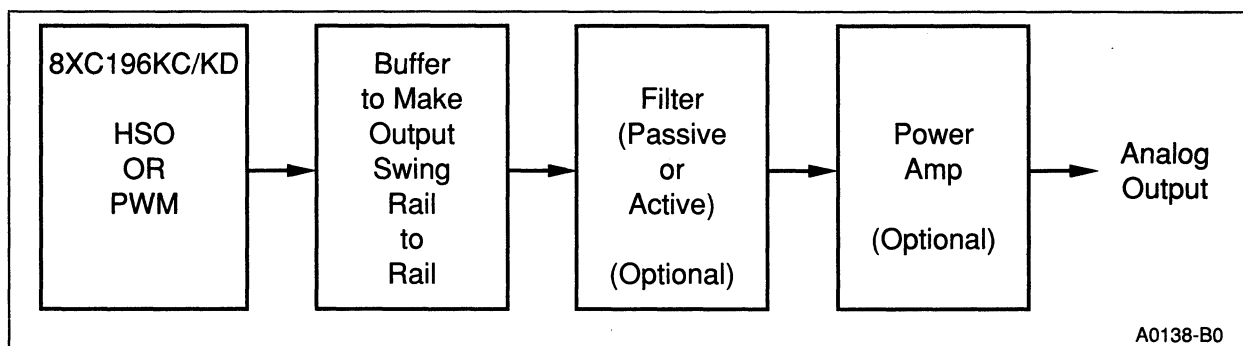 8XC196KC/KD
HSO
OR
PWM
Buffer
to Make
Output
Swing
Rail
to
Rail
Filter
(Passive
or
Active)
(Optional)
Power
Amp
(Optional)
Analog
Output
A0138-B0